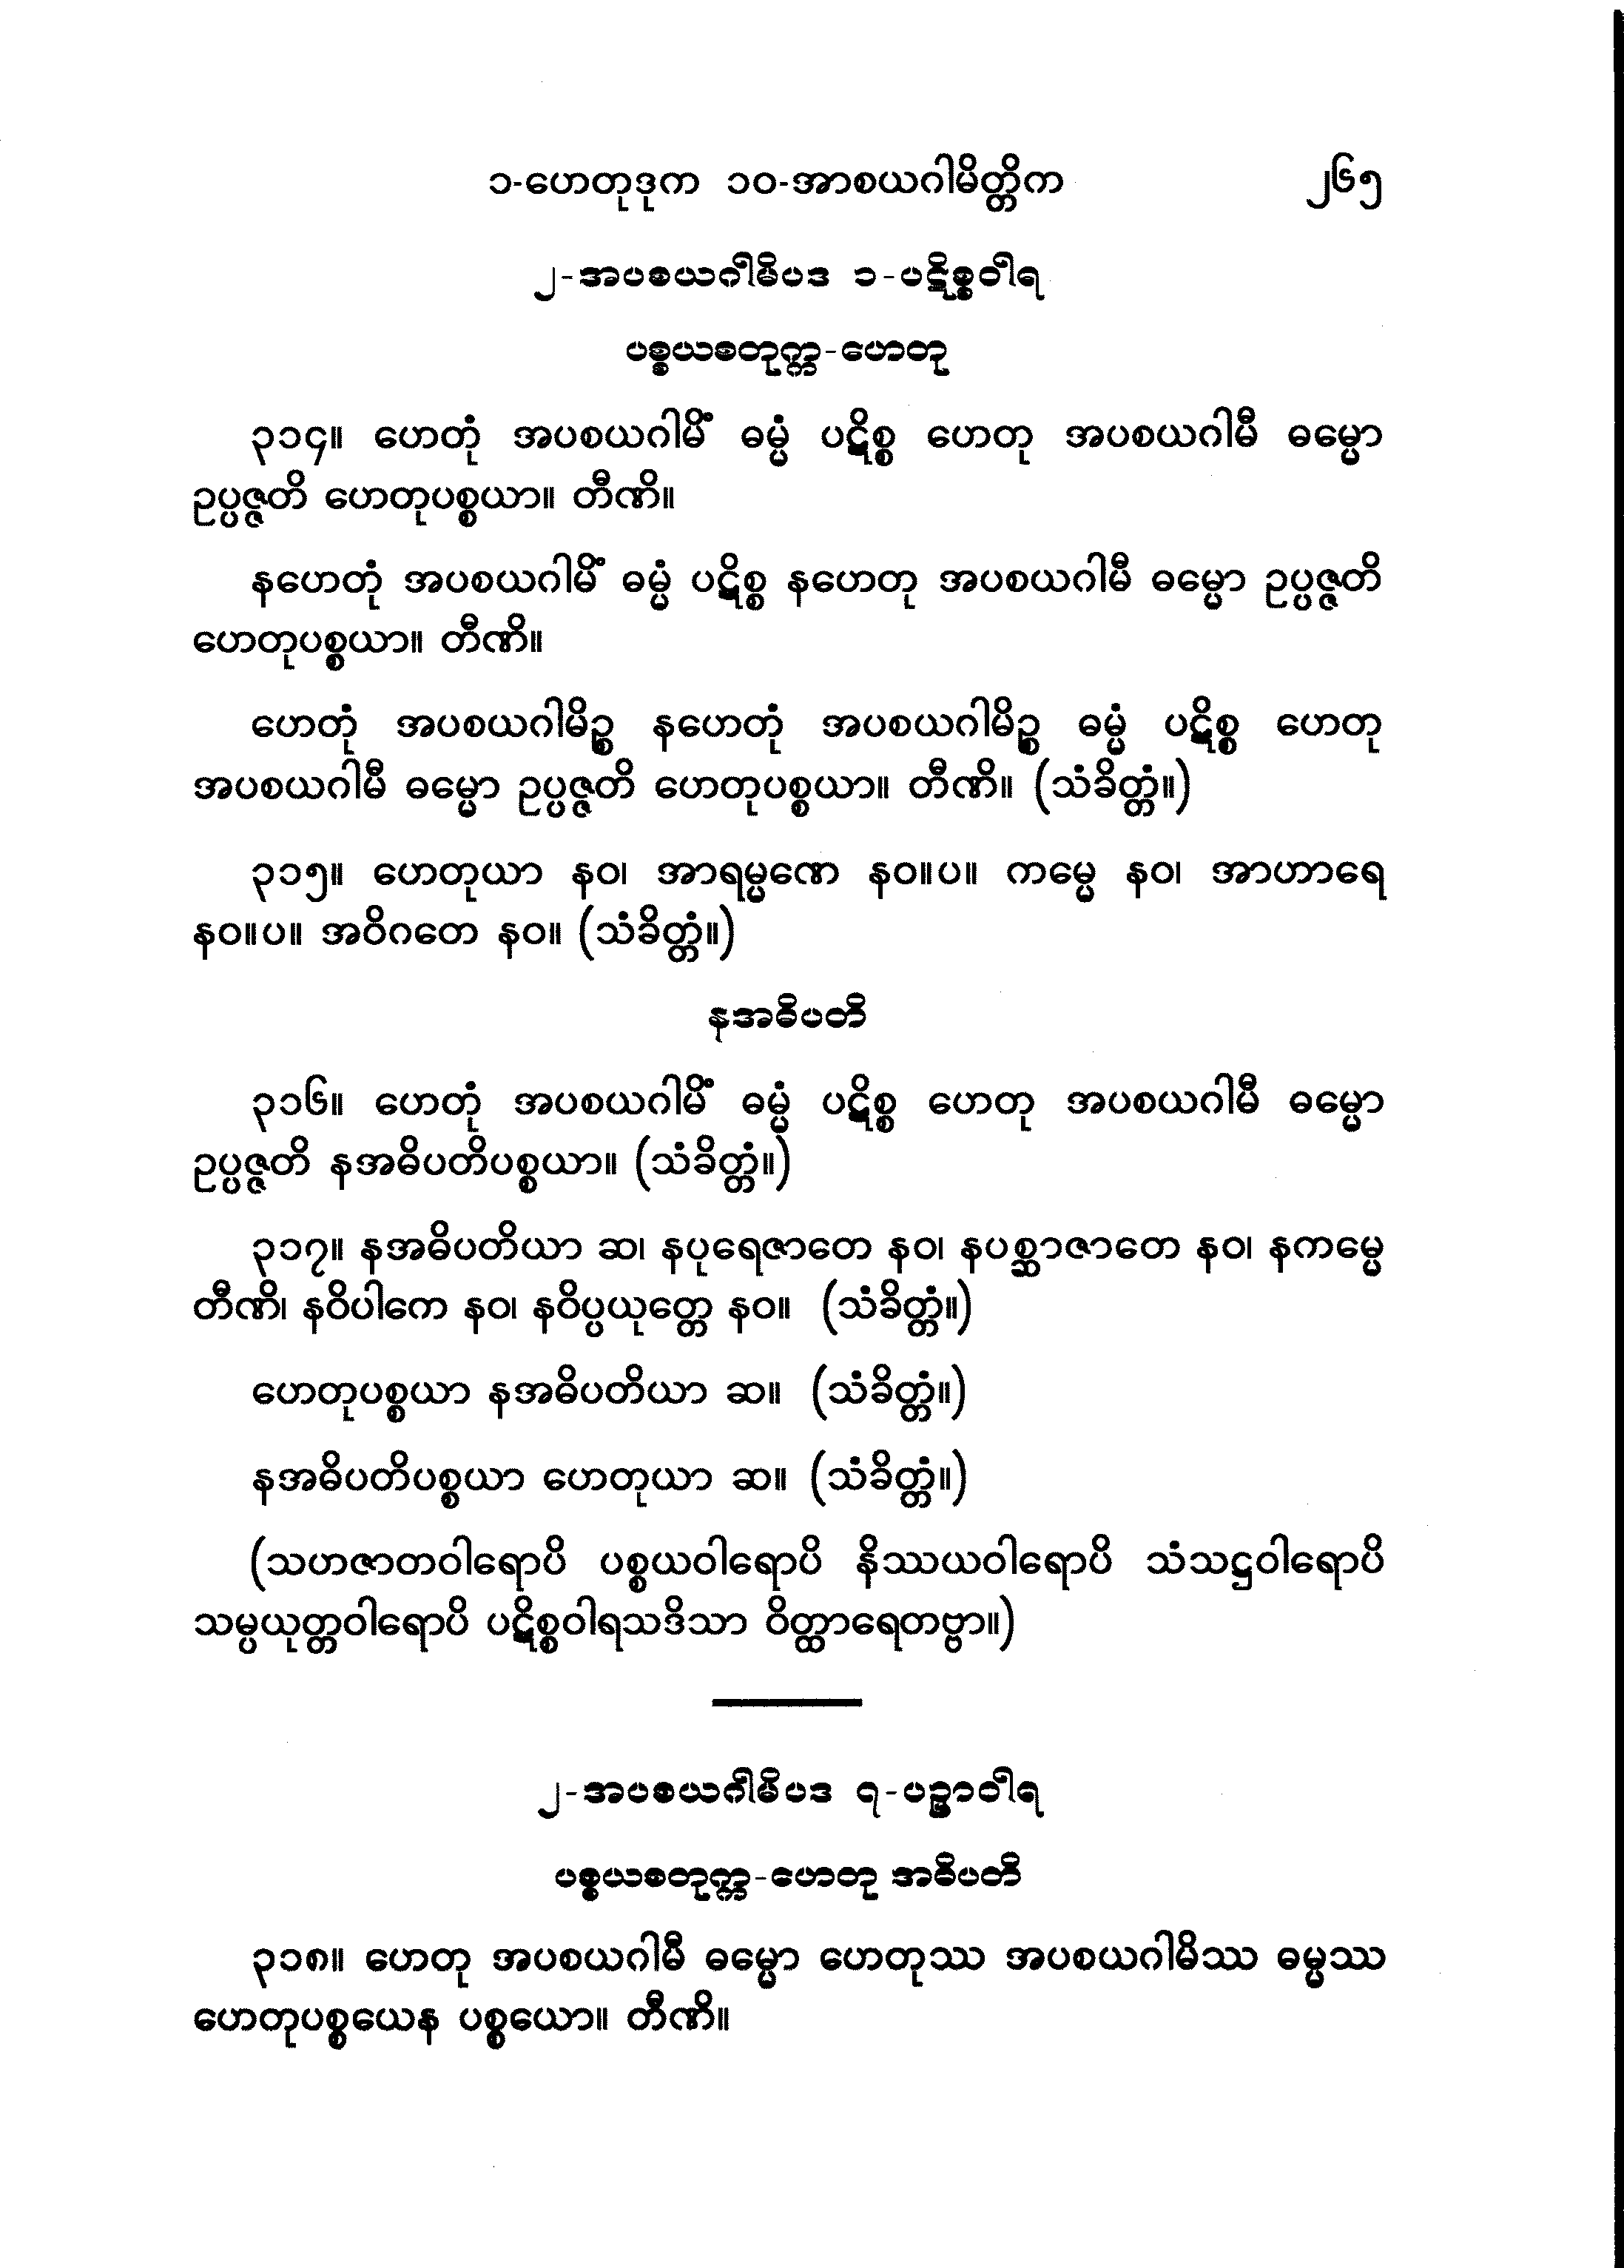 ၁-ဟေတုဒုက ၁၀-အာစယဂါမိတ္တိက ၂၆၅
၂-အပစယဂါမိပဒ ၁-ပဋိစ္စဝါရ
ပစ္စယစတုက္က-ဟေတု
၃၁၄။ ဟေတုံ အပစယဂါမိံ ဓမ္မံ ပဋိစ္စ ဟေတု အပစယဂါမီ ဓမ္မော
ဥပ္ပဇ္ဇတိ ဟေတုပစ္စယာ။ တီဏိ။
နဟေတုံ အပစယဂါမိံ ဓမ္မံ ပဋိစ္စ နဟေတု အပစယဂါမီ ဓမ္မော ဥပ္ပဇ္ဇတိ
ဟေတုပစ္စယာ။ တီဏိ။
ဟေတုံ အပစယဂါမိဉ္စ နဟေတုံ အပစယဂါမိဉ္စ ဓမ္မံ ပဋိစ္စ ဟေတု
အပစယဂါမီ ဓမ္မော ဥပ္ပဇ္ဇတိ ဟေတုပစ္စယာ။ တီဏိ။ (သံခိတ္တံ။)
၃၁၅။ ဟေတုယာ နဝ၊ အာရမ္မဏေ နဝ။ပ။ ကမ္မေ နဝ၊ အာဟာရေ
နဝ။ပ။ အဝိဂတေ နဝ။ (သံခိတ္တံ။)
နအဓိပတိ
၃၁၆။ ဟေတုံ အပစယဂါမိံ ဓမ္မံ ပဋိစ္စ ဟေတု အပစယဂါမီ ဓမ္မော
ဥပ္ပဇ္ဇတိ နအဓိပတိပစ္စယာ။ (သံခိတ္တံ။)
၃၁၇။ နအဓိပတိယာ ဆ၊ နပုရေဇာတေ နဝ၊ နပစ္ဆာဇာတေ နဝ၊ နကမ္မေ
တီဏိ၊ နဝိပါကေ နဝ၊ နဝိပ္ပယုတ္တေ နဝ။ (သံခိတ္တံ။)
ဟေတုပစ္စယာ နအဓိပတိယာ ဆ။ (သံခိတ္တံ။)
နအဓိပတိပစ္စယာ ဟေတုယာ ဆ။ (သံခိတ္တံ။)
(သဟဇာတဝါရောပိ ပစ္စယဝါရောပိ နိဿယဝါရောပိ သံသဋ္ဌဝါရောပိ
သမ္ပယုတ္တဝါရောပိ ပဋိစ္စဝါရသဒိသာ ဝိတ္ထာရေတဗ္ဗာ။)
၂-အပစယဂါမိပဒ ၇-ပဉှာဝါရ
ပစ္စယစတုက္က-ဟေတု အဓိပတိ
၃၁၈။ ဟေတု အပစယဂါမီ ဓမ္မော ဟေတုဿ အပစယဂါမိဿ ဓမ္မဿ
ဟေတုပစ္စယေန ပစ္စယော။ တီဏိ။